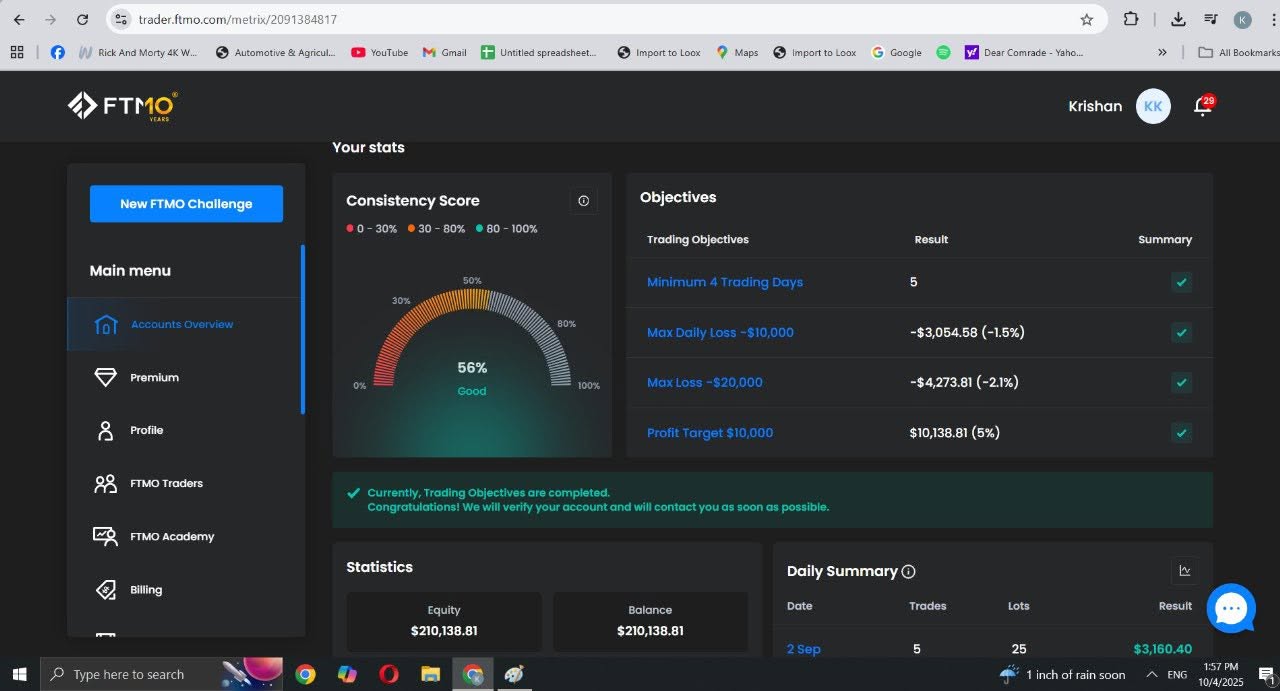 trader.ftmo.com/metrix/2091384817
K
Rick And Morty 4K W...
Automotive & Agricul...
YouTube
Gmail
Untitled spreadsheet...
Import to Loox
Maps
Import to Loox
Google
Dear Comrade - Yaho...
»
All Bookmarks
FTMO
YEARS
Krishan
KK
29
New FTMO Challenge
Main menu
Accounts Overview
Premium
Profile
FTMO Traders
FTMO Academy
Billing
Your stats
Consistency Score
0 - 30% 30 - 80% 80 - 100%
50%
30%
80%
0%
100%
56%
Good
Objectives
Trading Objectives Result Summary
Minimum 4 Trading Days 5
Max Daily Loss -$10,000 -$3,054.58 (-1.5%)
Max Loss -$20,000 -$4,273.81 (-2.1%)
Profit Target $10,000 $10,138.81 (5%)
Currently, Trading Objectives are completed.
Congratulations! We will verify your account and will contact you as soon as possible.
Statistics
Equity
$210,138.81
Balance
$210,138.81
Daily Summary
Date Trades Lots Result
2 Sep 5 25 $3,160.40
Type here to search
1 inch of rain soon
ENG
1:57 PM
10/4/2025
1